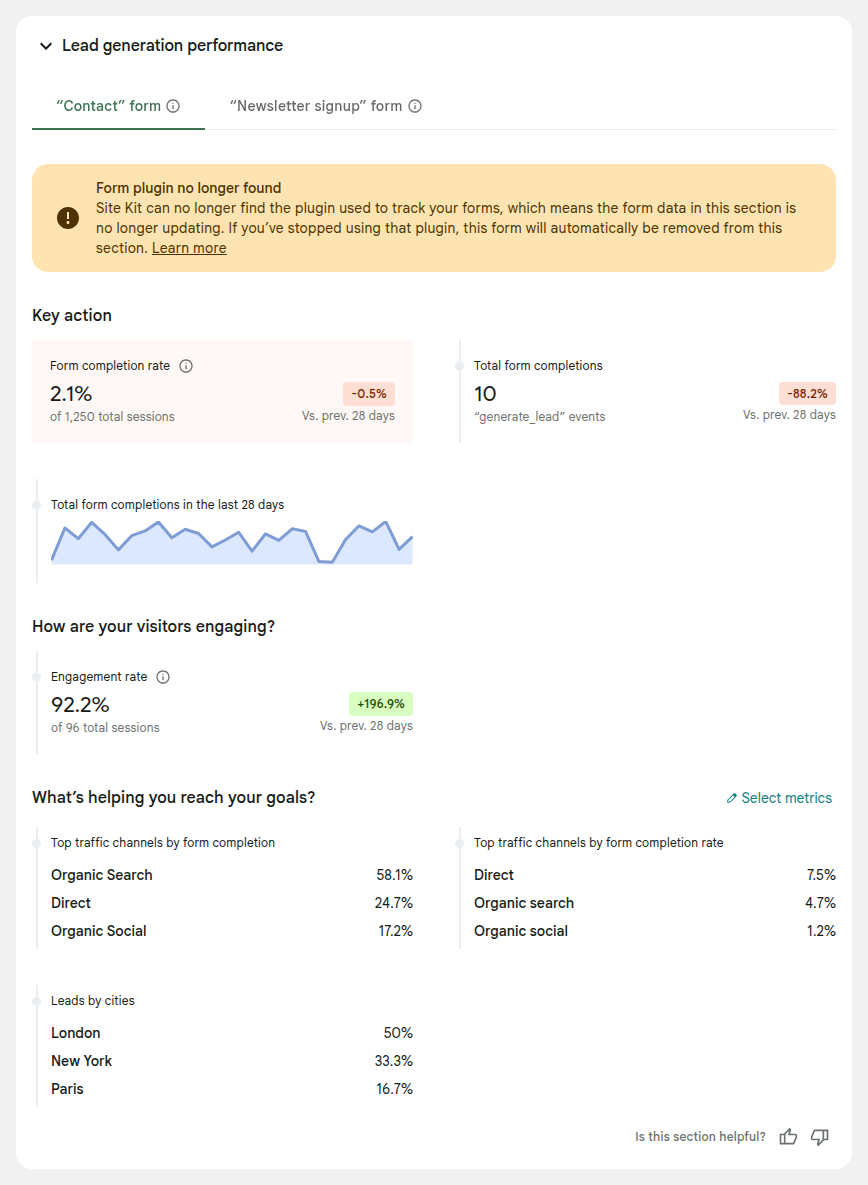 Lead generation performance
“Contact” form
“Newsletter signup” form
Form plugin no longer found
Site Kit can no longer find the plugin used to track your forms, which means the form data in this section is
no longer updating. If you’ve stopped using that plugin, this form will automatically be removed from this
section. Learn more
Key action
Form completion rate
2.1%
-0.5%
of 1,250 total sessions
Vs. prev. 28 days
Total form completions
10
-88.2%
“generate_lead” events
Vs. prev. 28 days
Total form completions in the last 28 days
How are your visitors engaging?
Engagement rate
92.2%
+196.9%
of 96 total sessions
Vs. prev. 28 days
What’s helping you reach your goals?
Select metrics
Top traffic channels by form completion
Organic Search 58.1%
Direct 24.7%
Organic Social 17.2%
Top traffic channels by form completion rate
Direct 7.5%
Organic search 4.7%
Organic social 1.2%
Leads by cities
London 50%
New York 33.3%
Paris 16.7%
Is this section helpful?